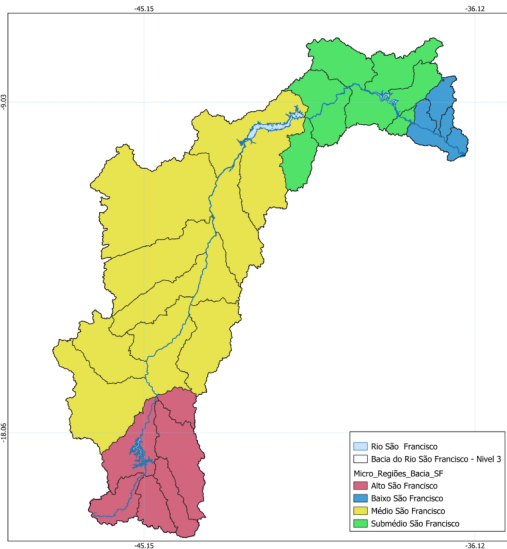 -45.15 -36.12
-9.03
-18.06
Rio São Francisco
Bacia do Rio São Francisco - Nível 3
Micro_Regiões_Bacia_SF
Alto São Francisco
Baixo São Francisco
Médio São Francisco
Submédio São Francisco
-45.15 -36.12